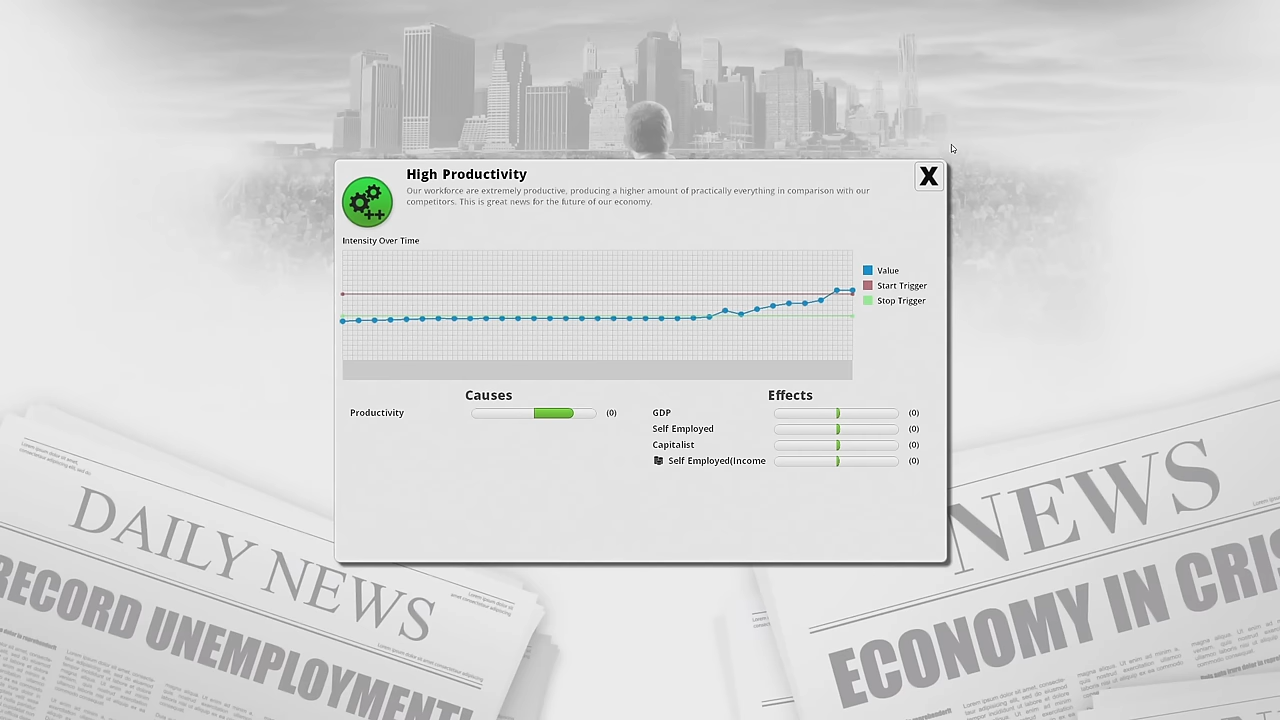 High Productivity
X
Our workforce are extremely productive, producing a higher amount of practically everything in comparison with our
competitors. This is great news for the future of our economy.
++
Intensity Over Time
Value
Start Trigger
Stop Trigger
Causes
Effects
Productivity (0)
GDP (0)
Self Employed (0)
Capitalist (0)
Self Employed(Income (0)
DAILY NEWS
RECORD UNEMPLOYMENT!
NEWS
ECONOMY IN CRIS